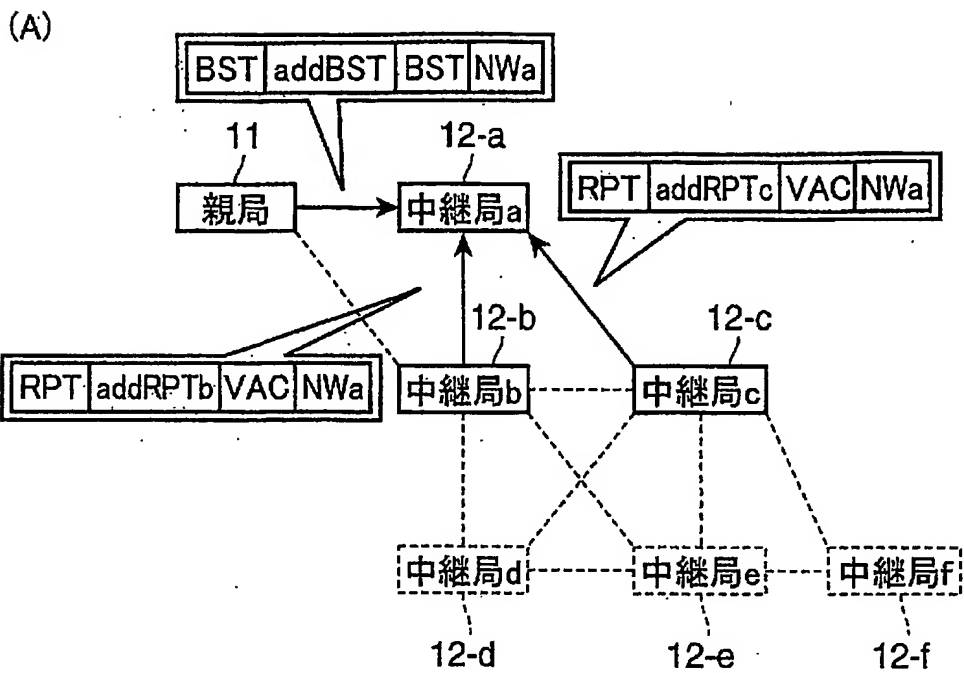 (A)
BST addBST BST NWa
11
12-a
親局
中継局a
RPT addRPTc VAC NWa
12-b
12-c
RPT addRPTb VAC NWa
中継局b
中継局c
中継局d
中継局e
中継局f
12-d
12-e
12-f